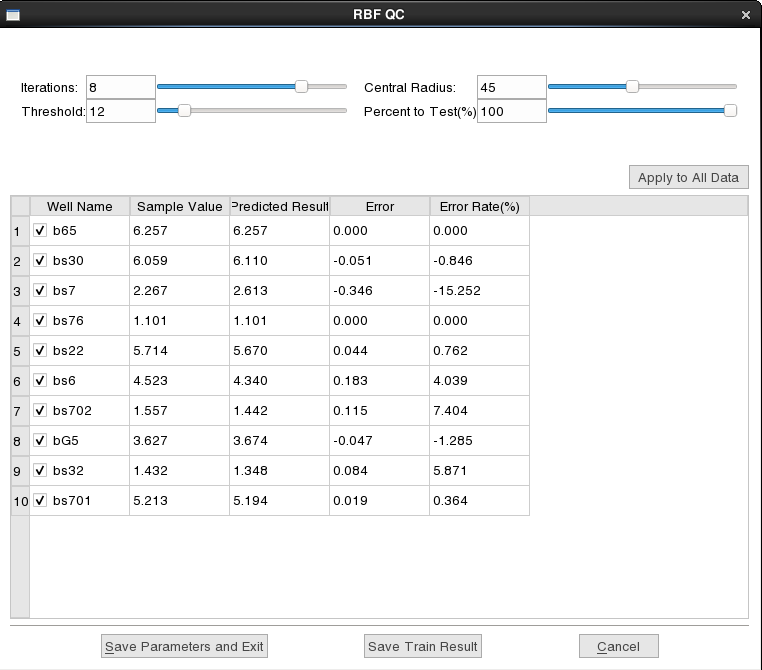 RBF QC
Iterations: 8 Central Radius: 45
Threshold: 12 Percent to Test(%) 100
Apply to All Data
Well Name Sample Value Predicted Result Error Error Rate(%)
1 b65 6.257 6.257 0.000 0.000
2 bs30 6.059 6.110 -0.051 -0.846
3 bs7 2.267 2.613 -0.346 -15.252
4 bs76 1.101 1.101 0.000 0.000
5 bs22 5.714 5.670 0.044 0.762
6 bs6 4.523 4.340 0.183 4.039
7 bs702 1.557 1.442 0.115 7.404
8 bG5 3.627 3.674 -0.047 -1.285
9 bs32 1.432 1.348 0.084 5.871
10 bs701 5.213 5.194 0.019 0.364
Save Parameters and Exit Save Train Result Cancel